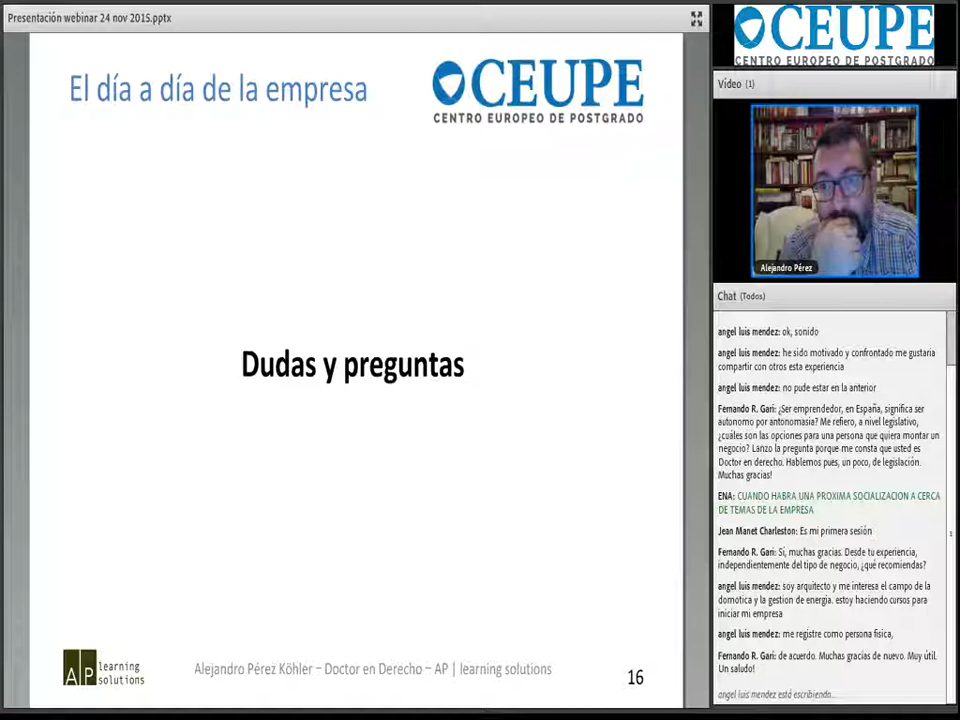 Presentación webinar 24 nov 2015.pptx
El día a día de la empresa
CEUPE
CENTRO EUROPEO DE POSTGRADO
Dudas y preguntas
AP learning
solutions
Alejandro Pérez Köhler – Doctor en Derecho – AP | learning solutions
16
CEUPE
CENTRO EUROPEO DE POSTGRADO
Vídeo (1)
Alejandro Pérez
Chat (Todos)
angel luis mendez: ok, sonido
angel luis mendez: he sido motivado y confrontado me gustaria
compartir con otros esta experiencia
angel luis mendez: no pude estar en la anterior
Fernando R. Gari: ¿Ser emprendedor, en España, significa ser
autonomo por antonomasia? Me refiero, a nivel legislativo,
¿cuáles son las opciones para una persona que quiera montar un
negocio? Lanzo la pregunta porque me consta que usted es
Doctor en derecho. Hablemos pues, un poco, de legislación.
Muchas gracias!
ENA: CUANDO HABRA UNA PROXIMA SOCIALIZACION A CERCA
DE TEMAS DE LA EMPRESA
Jean Manet Charleston: Es mi primera sesión
Fernando R. Gari: Sí, muchas gracias. Desde tu experiencia,
independientemente del tipo de negocio, ¿qué recomiendas?
angel luis mendez: soy arquitecto y me interesa el campo de la
domotica y la gestion de energia. estoy haciendo cursos para
iniciar mi empresa
angel luis mendez: me registre como persona fisica,
Fernando R. Gari: de acuerdo. Muchas gracias de nuevo. Muy útil.
Un saludo!
angel luis mendez está escribiendo...